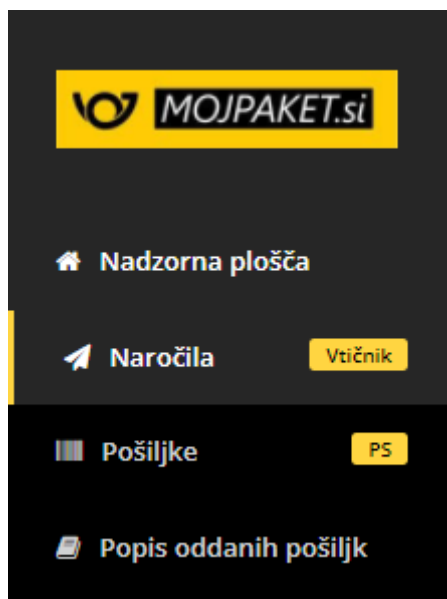 MOJPAKET.si
Nadzorna plošča
Naročila Vtičnik
Pošiljke PS
Popis oddanih pošiljk